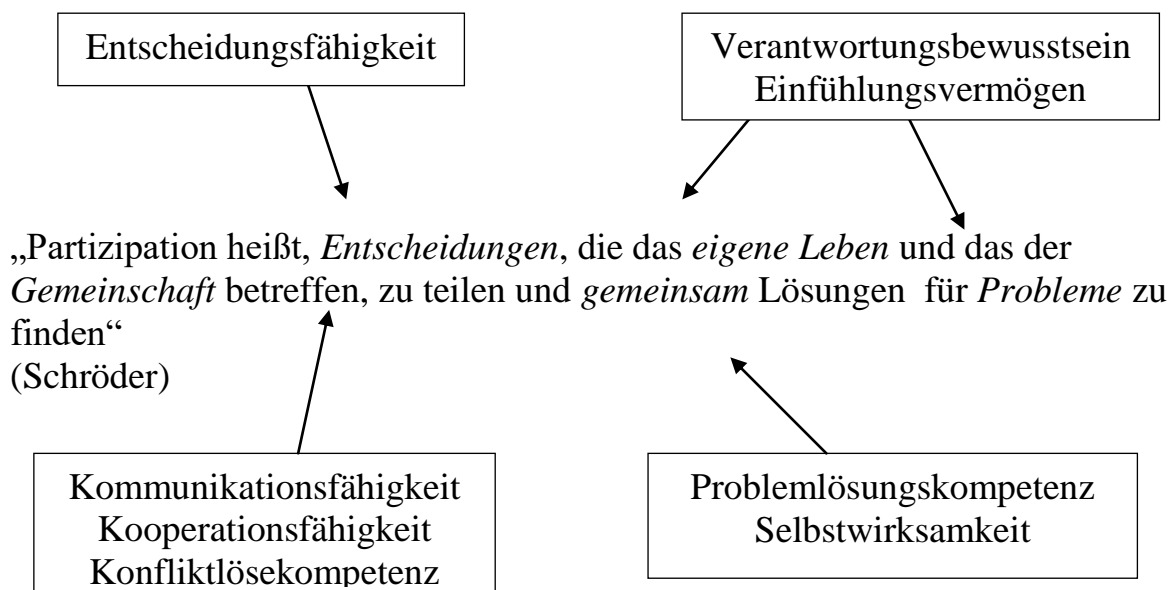 Entscheidungsfähigkeit
Verantwortungsbewusstsein
Einfühlungsvermögen
„Partizipation heißt, Entscheidungen, die das eigene Leben und das der
Gemeinschaft betreffen, zu teilen und gemeinsam Lösungen  für Probleme zu
finden“
(Schröder)
Kommunikationsfähigkeit
Kooperationsfähigkeit
Konfliktlösekompetenz
Problemlösungskompetenz
Selbstwirksamkeit